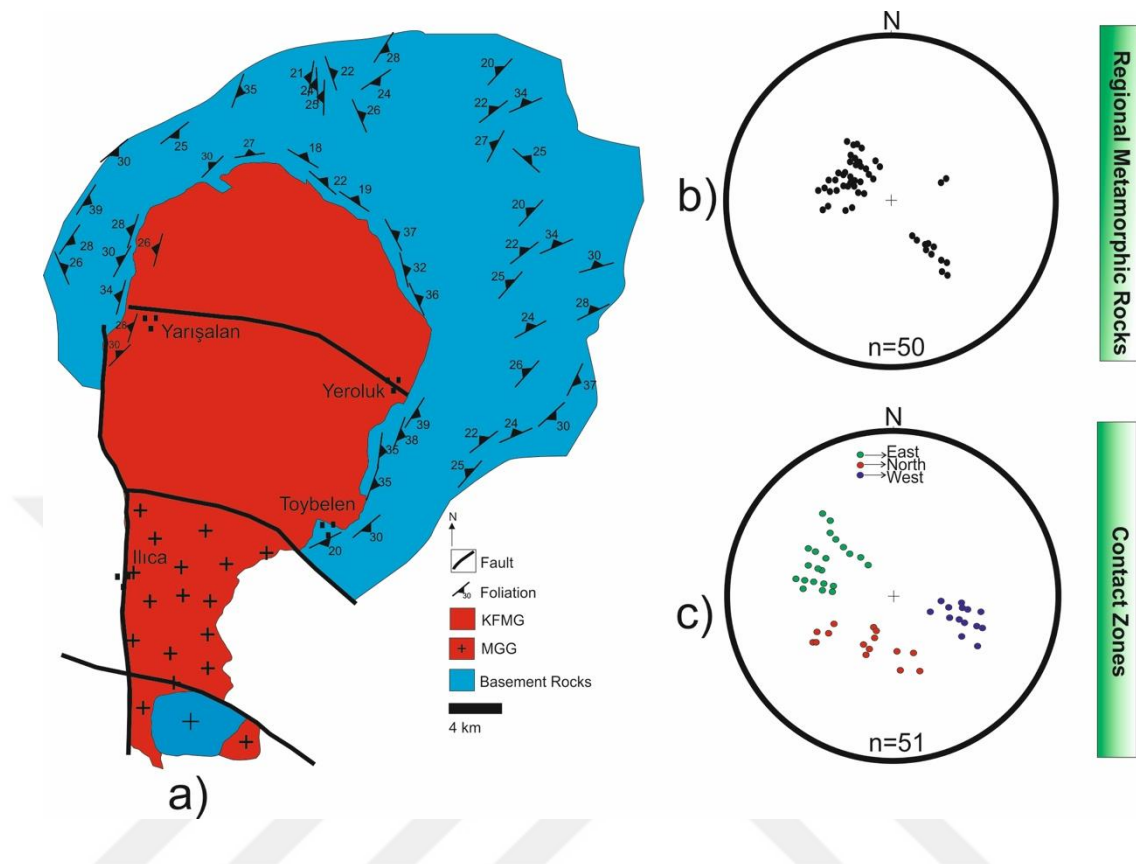 N
b)
n=50
Regional Metamorphic Rocks
28
21
22
24
24
25
26
35
25
30
30
27
18
22
19
39
28
26
28
30
34
26
37
32
36
20
22
34
27
25
20
22
34
30
25
28
24
26
37
30
24
22
25
28
30
Yarışalan
Yeroluk
39
38
35
35
Toybelen
20
30
Ilıca
N
Fault
30
Foliation
KFMG
MGG
Basement Rocks
4 km
a)
N
East
North
West
c)
n=51
Contact Zones